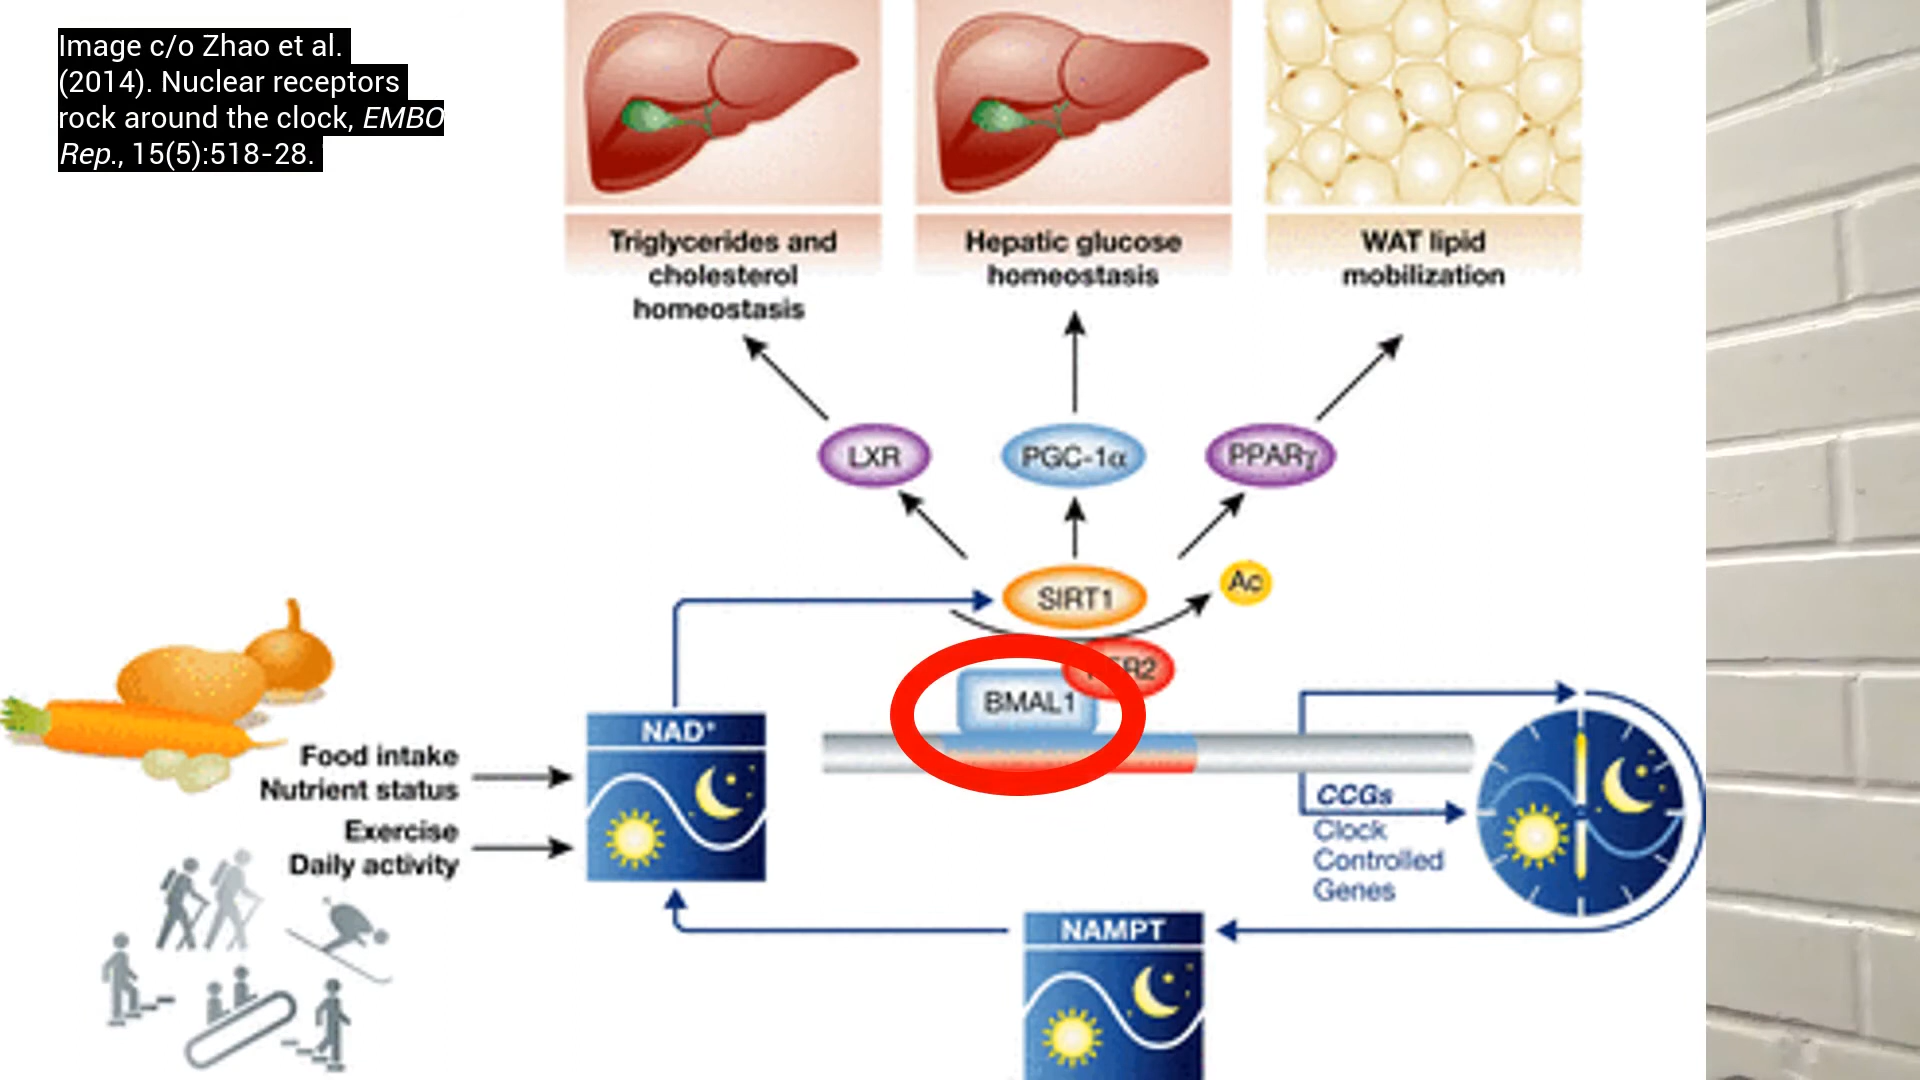 Image c/o Zhao et al.
(2014). Nuclear receptors
rock around the clock, EMBO
Rep., 15(5):518-28.
Triglycerides and
cholesterol
homeostasis
Hepatic glucose
homeostasis
WAT lipid
mobilization
LXR
PGC-1α
PPARγ
SIRT1
Ac
BMAL1
NAD+
Food intake
Nutrient status
Exercise
Daily activity
CCGs
Clock
Controlled
Genes
NAMPT